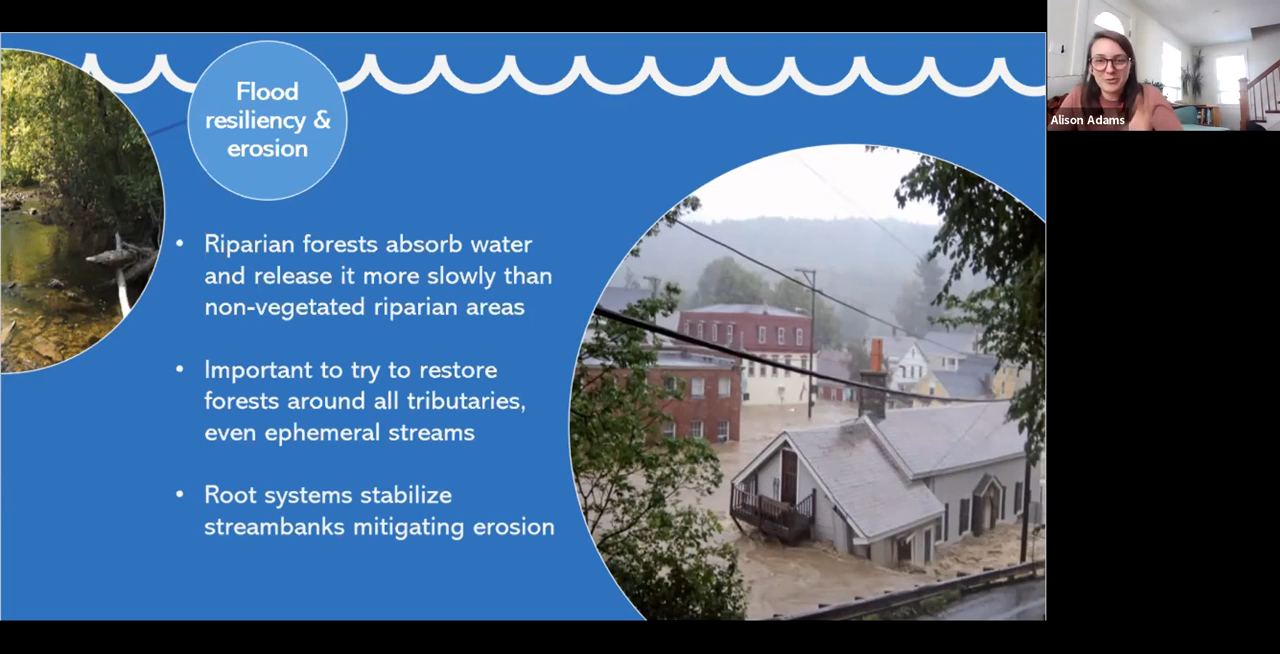 Flood
resiliency &
erosion
• Riparian forests absorb water
and release it more slowly than
non-vegetated riparian areas
• Important to try to restore
forests around all tributaries,
even ephemeral streams
• Root systems stabilize
streambanks mitigating erosion
Alison Adams